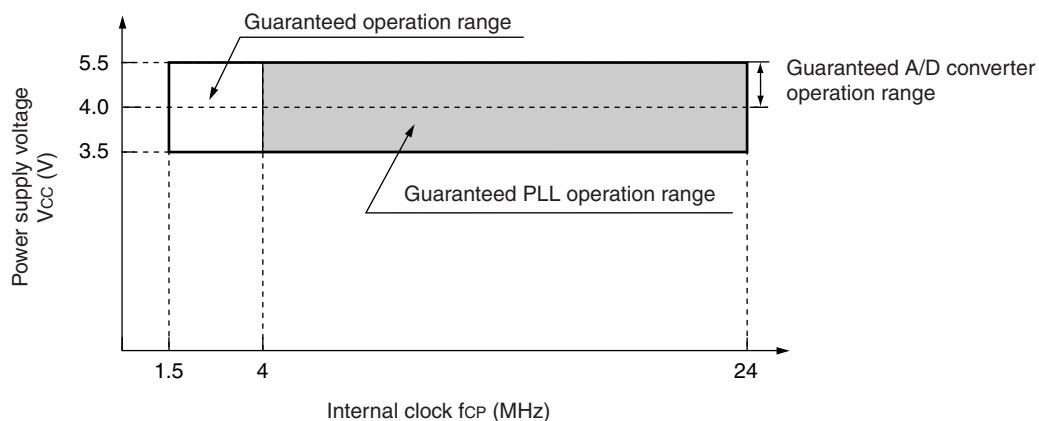 Guaranteed operation range
5.5
4.0
3.5
Guaranteed A/D converter
operation range
Power supply voltage
VCC (V)
Guaranteed PLL operation range
1.5
4
24
Internal clock fCP (MHz)